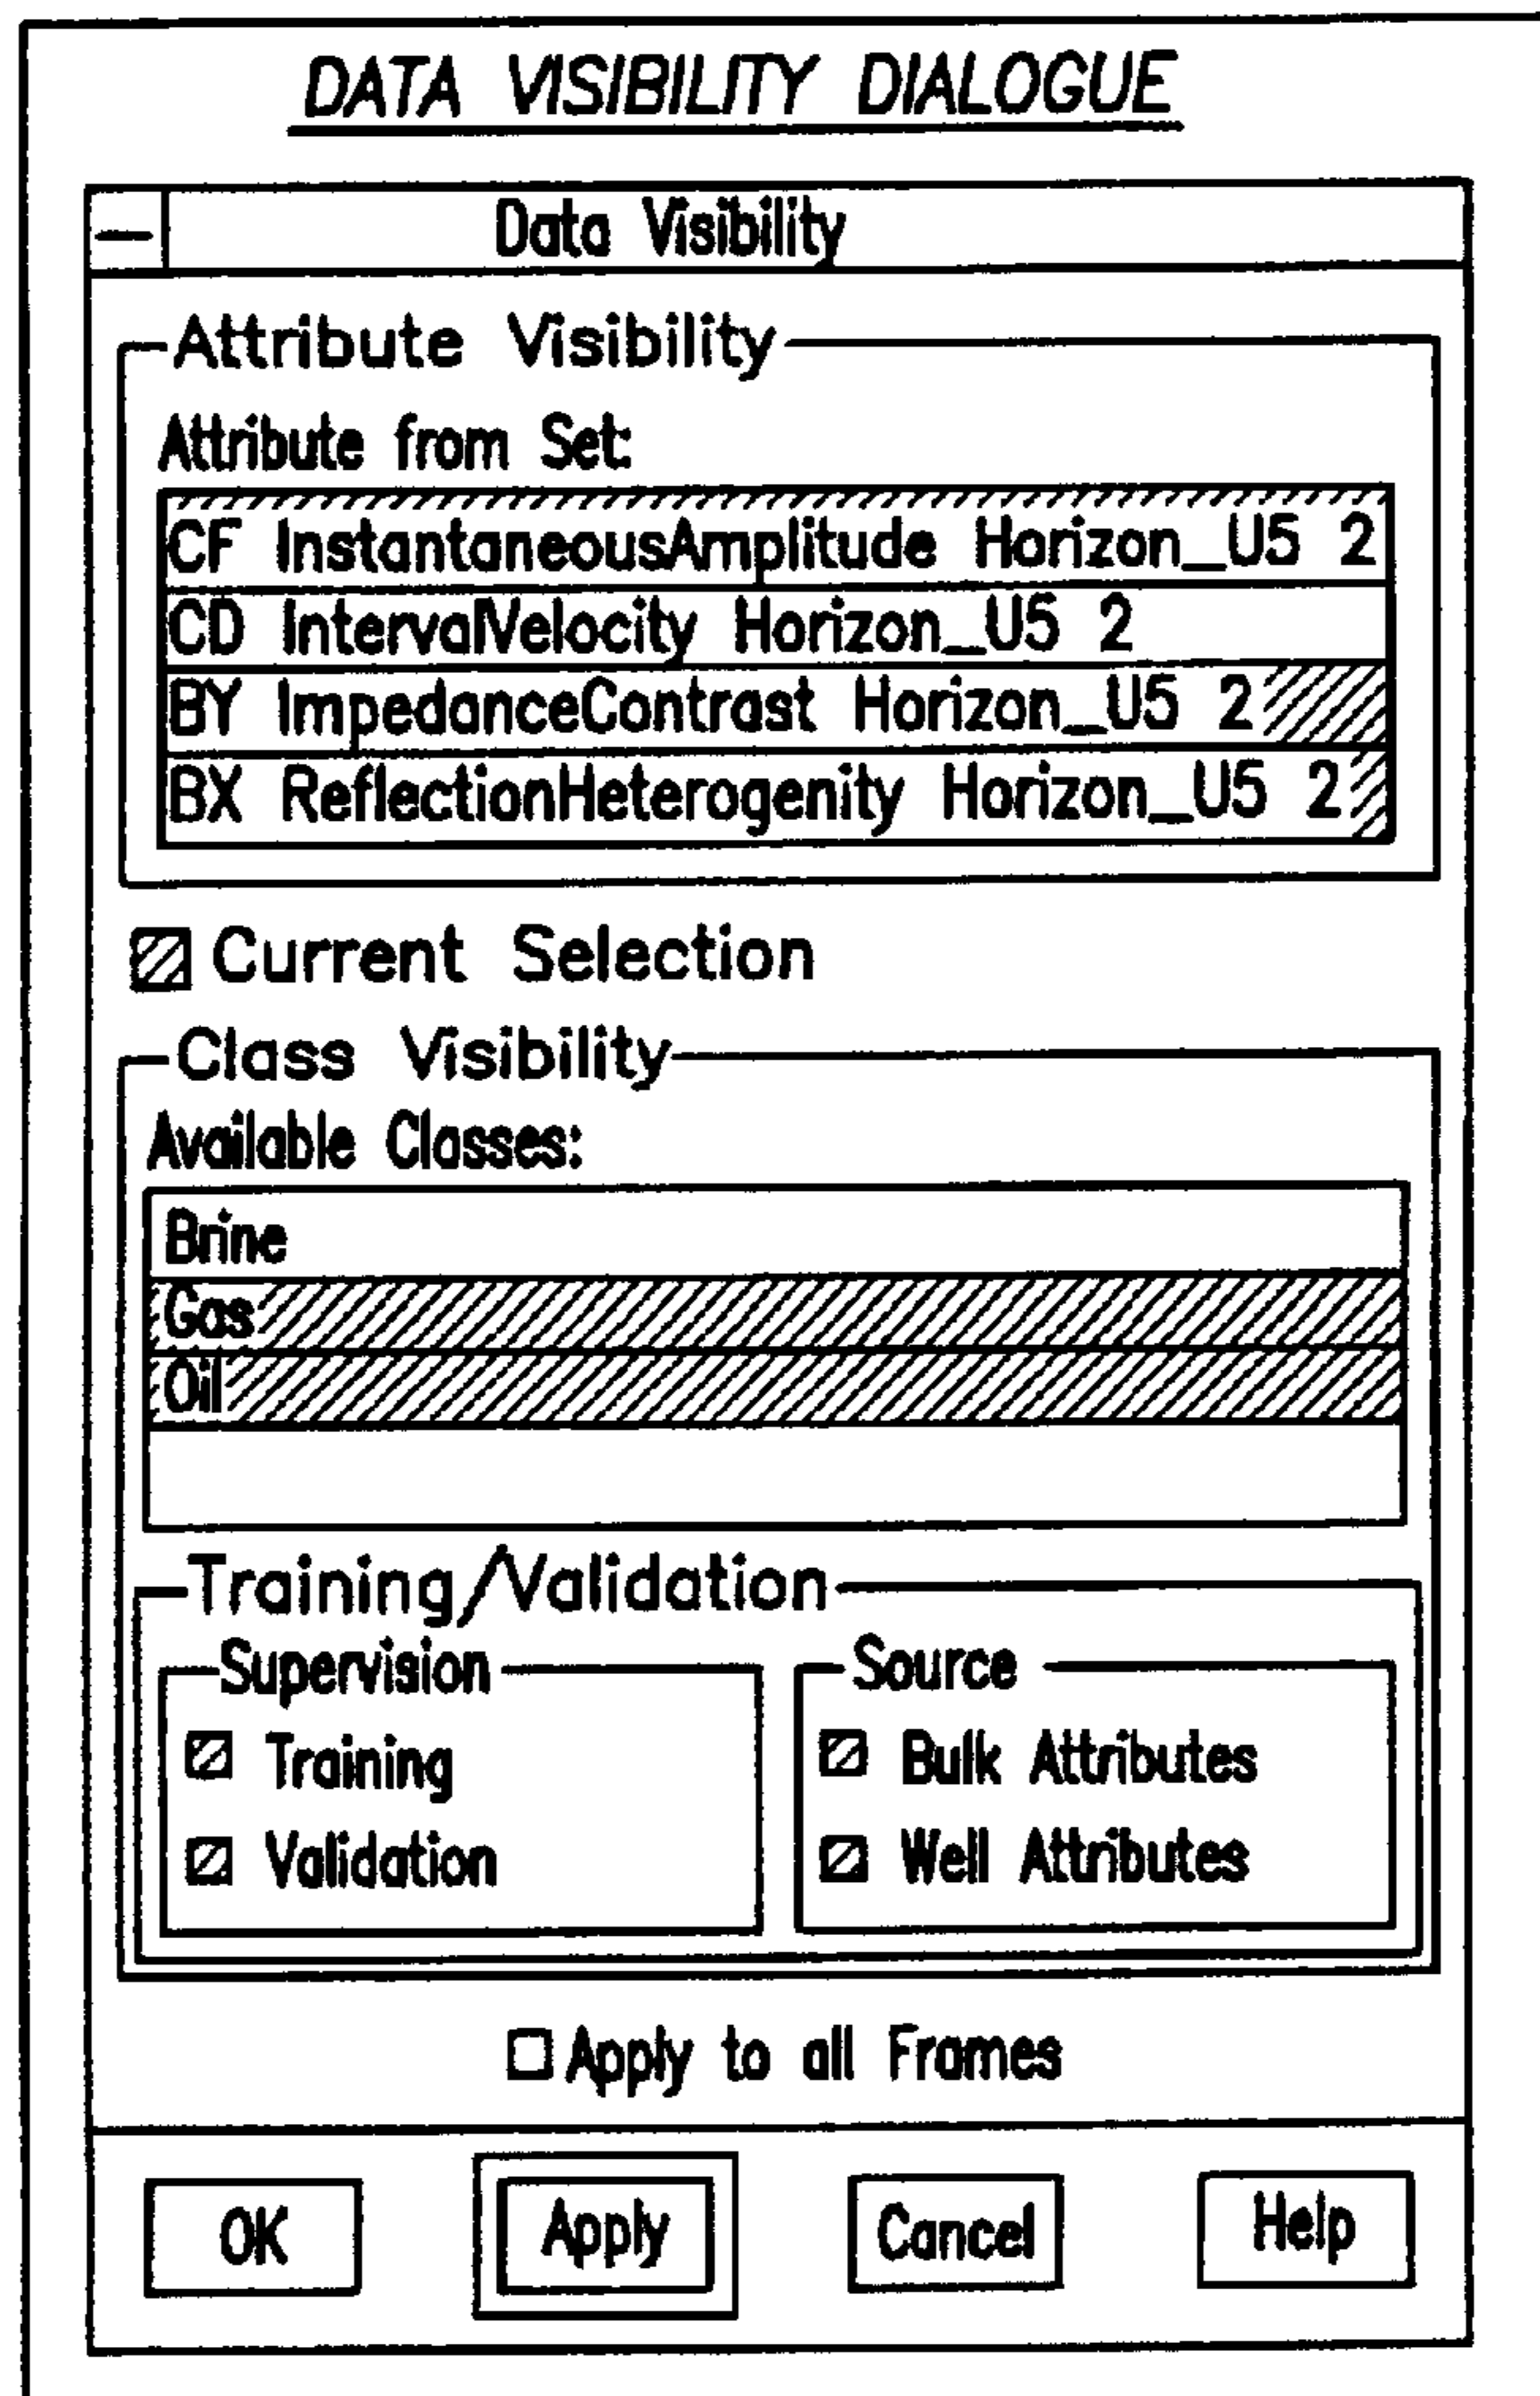 DATA VISIBILITY DIALOGUE
Data Visibility
Attribute Visibility
Attribute from Set:
CF InstantaneousAmplitude Horizon_U5 2
CD IntervalVelocity Horizon_U5 2
BY ImpedanceContrast Horizon_U5 2
BX ReflectionHeterogenity Horizon_U5 2
Current Selection
Class Visibility
Available Classes:
Brine
Gas
Oil
Training/Validation
Supervision
Training
Validation
Source
Bulk Attributes
Well Attributes
Apply to all Frames
OK Apply Cancel Help